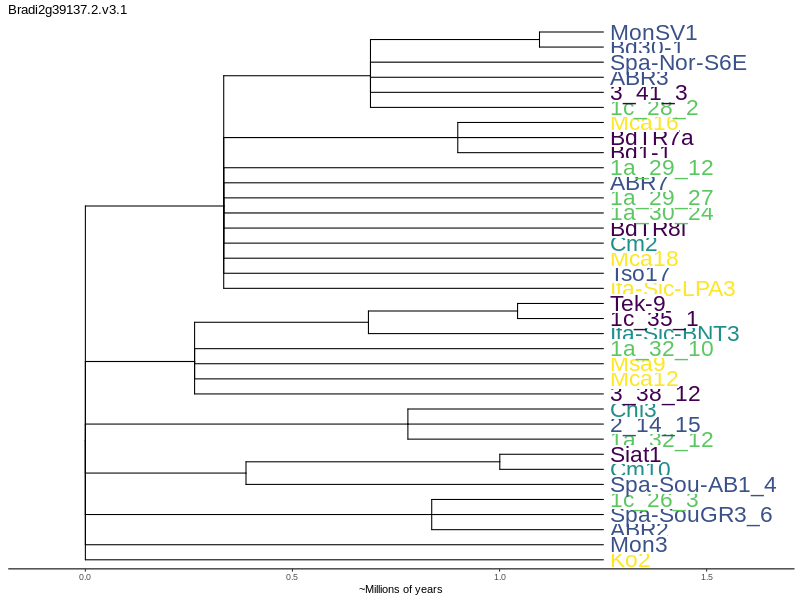 Bradi2g39137.2.v3.1
MonSV1
Bd30-1
Spa-Nor-S6E
ABR3
3_41_3
1c_28_2
Mca16
BdTR7a
Bd1-1
1a_29_12
ABR7
1a_29_27
1a_30_24
BdTR8i
Cm2
Mca18
Tso17
Ita-Sic-LPA3
Tek-9
1c_35_1
Ita-Sic-BNT3
1a_32_10
Msa9
Mca12
3_38_12
Chi3
2_14_15
1a_32_12
Siat1
Cm10
Spa-Sou-AB1_4
1c_26_3
Spa-SouGR3_6
ABR2
Mon3
Ko2
0.0 0.5 1.0 1.5
~Millions of years